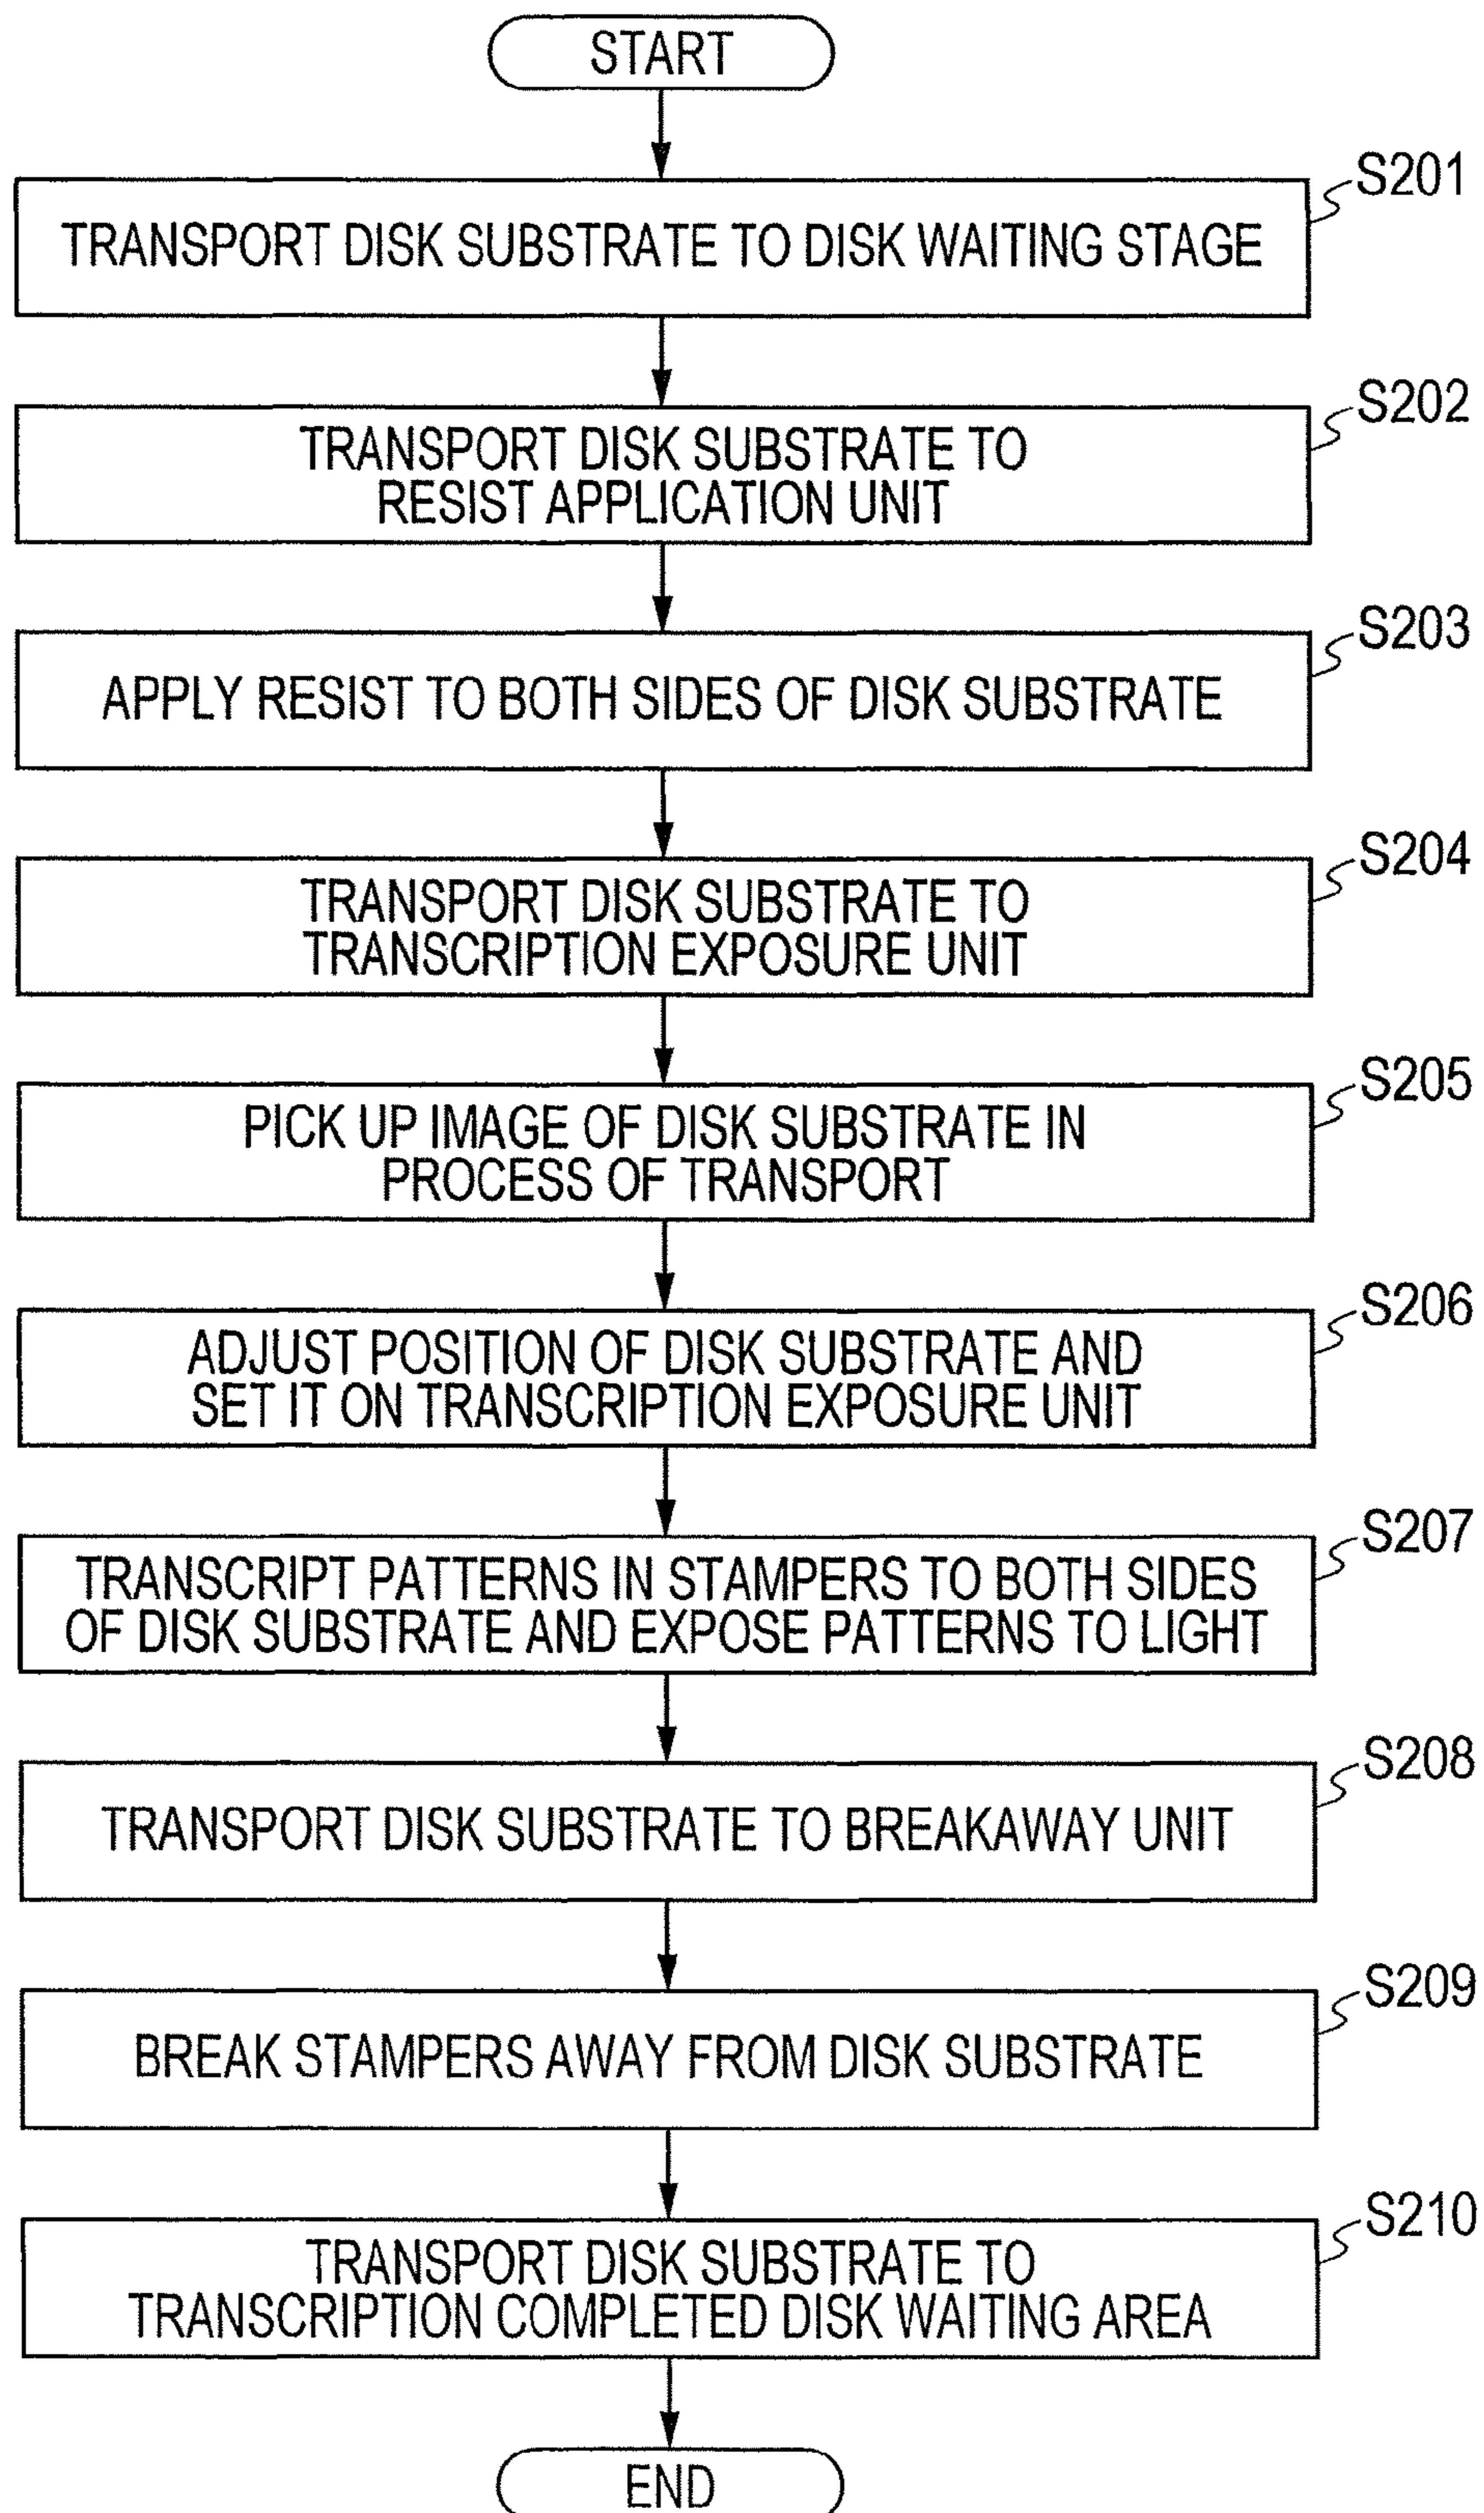 START
S201
TRANSPORT DISK SUBSTRATE TO DISK WAITING STAGE
S202
TRANSPORT DISK SUBSTRATE TO
RESIST APPLICATION UNIT
S203
APPLY RESIST TO BOTH SIDES OF DISK SUBSTRATE
S204
TRANSPORT DISK SUBSTRATE TO
TRANSCRIPTION EXPOSURE UNIT
S205
PICK UP IMAGE OF DISK SUBSTRATE IN
PROCESS OF TRANSPORT
S206
ADJUST POSITION OF DISK SUBSTRATE AND
SET IT ON TRANSCRIPTION EXPOSURE UNIT
S207
TRANSCRIPT PATTERNS IN STAMPERS TO BOTH SIDES
OF DISK SUBSTRATE AND EXPOSE PATTERNS TO LIGHT
S208
TRANSPORT DISK SUBSTRATE TO BREAKAWAY UNIT
S209
BREAK STAMPERS AWAY FROM DISK SUBSTRATE
S210
TRANSPORT DISK SUBSTRATE TO
TRANSCRIPTION COMPLETED DISK WAITING AREA
END